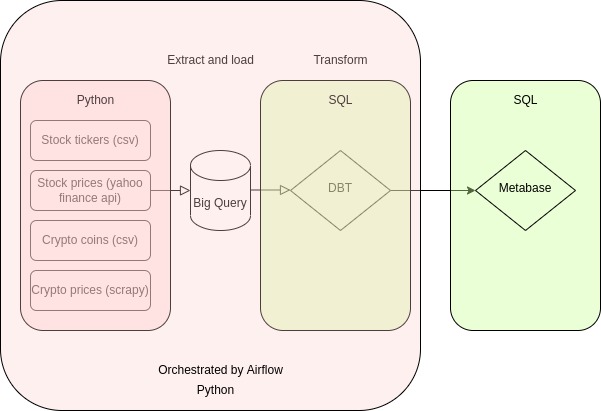 Extract and load
Transform
Python
SQL
SQL
Stock tickers (csv)
Stock prices (yahoo
finance api)
Crypto coins (csv)
Crypto prices (scrapy)
Big Query
DBT
Metabase
Orchestrated by Airflow
Python